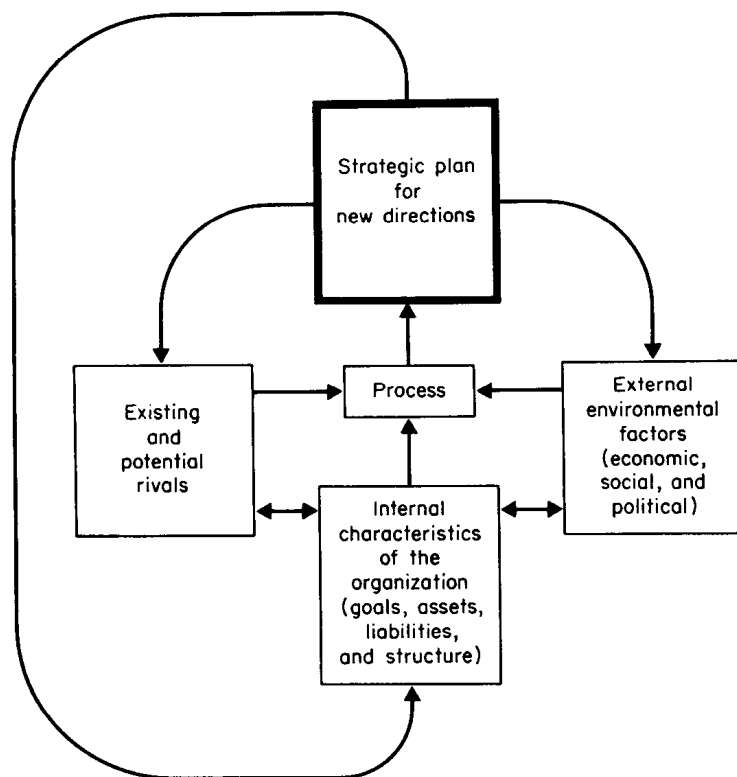 Strategic plan
for
new directions
Process
Existing
and
potential
rivals
External
environmental
factors
(economic,
social, and
political)
Internal
characteristics
of the
organization
(goals, assets,
liabilities,
and structure)